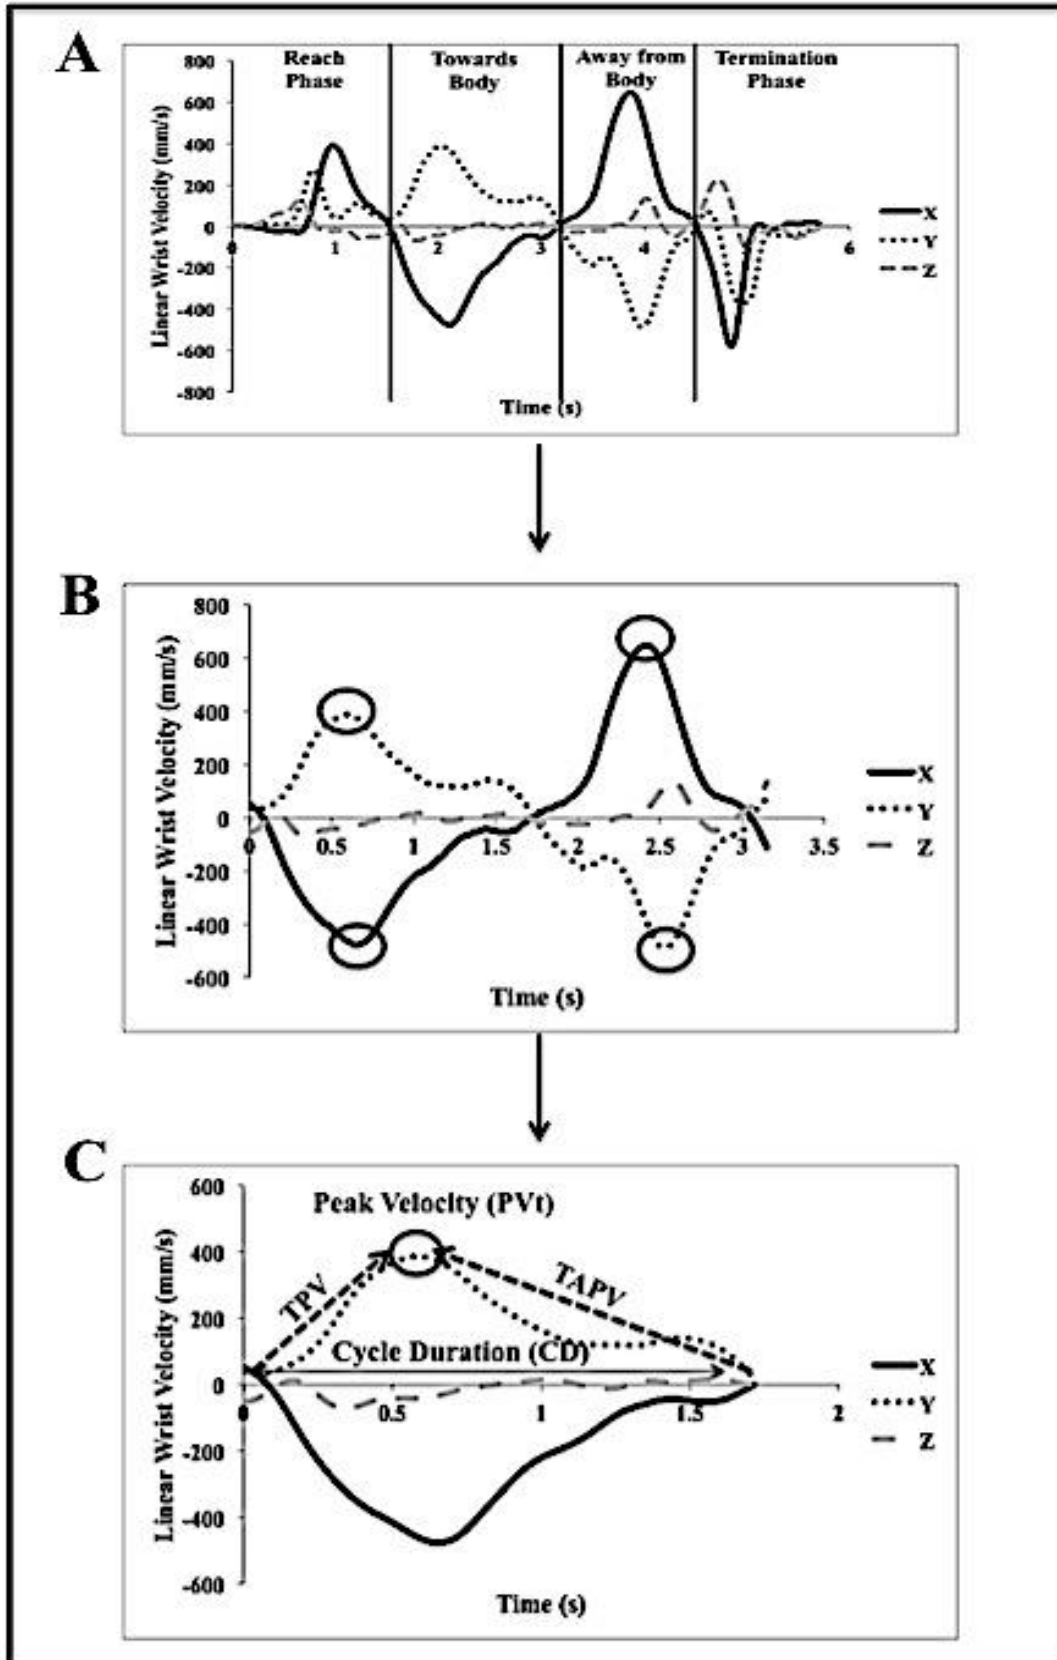 A
Reach Phase
Towards Body
Away from Body
Termination Phase
Linear Wrist Velocity (mm/s)
800
600
400
200
0
-200
-400
-600
-800
0
1
2
3
4
6
Time (s)
X
Y
Z
B
Linear Wrist Velocity (mm/s)
800
600
400
200
0
-200
-400
-600
0
0.5
1
1.5
2
2.5
3
3.5
Time (s)
X
Y
Z
C
Linear Wrist Velocity (mm/s)
600
400
200
0
-200
-400
-600
Peak Velocity (PVt)
TPV
TAPV
Cycle Duration (CD)
0
0.5
1
1.5
2
Time (s)
X
Y
Z